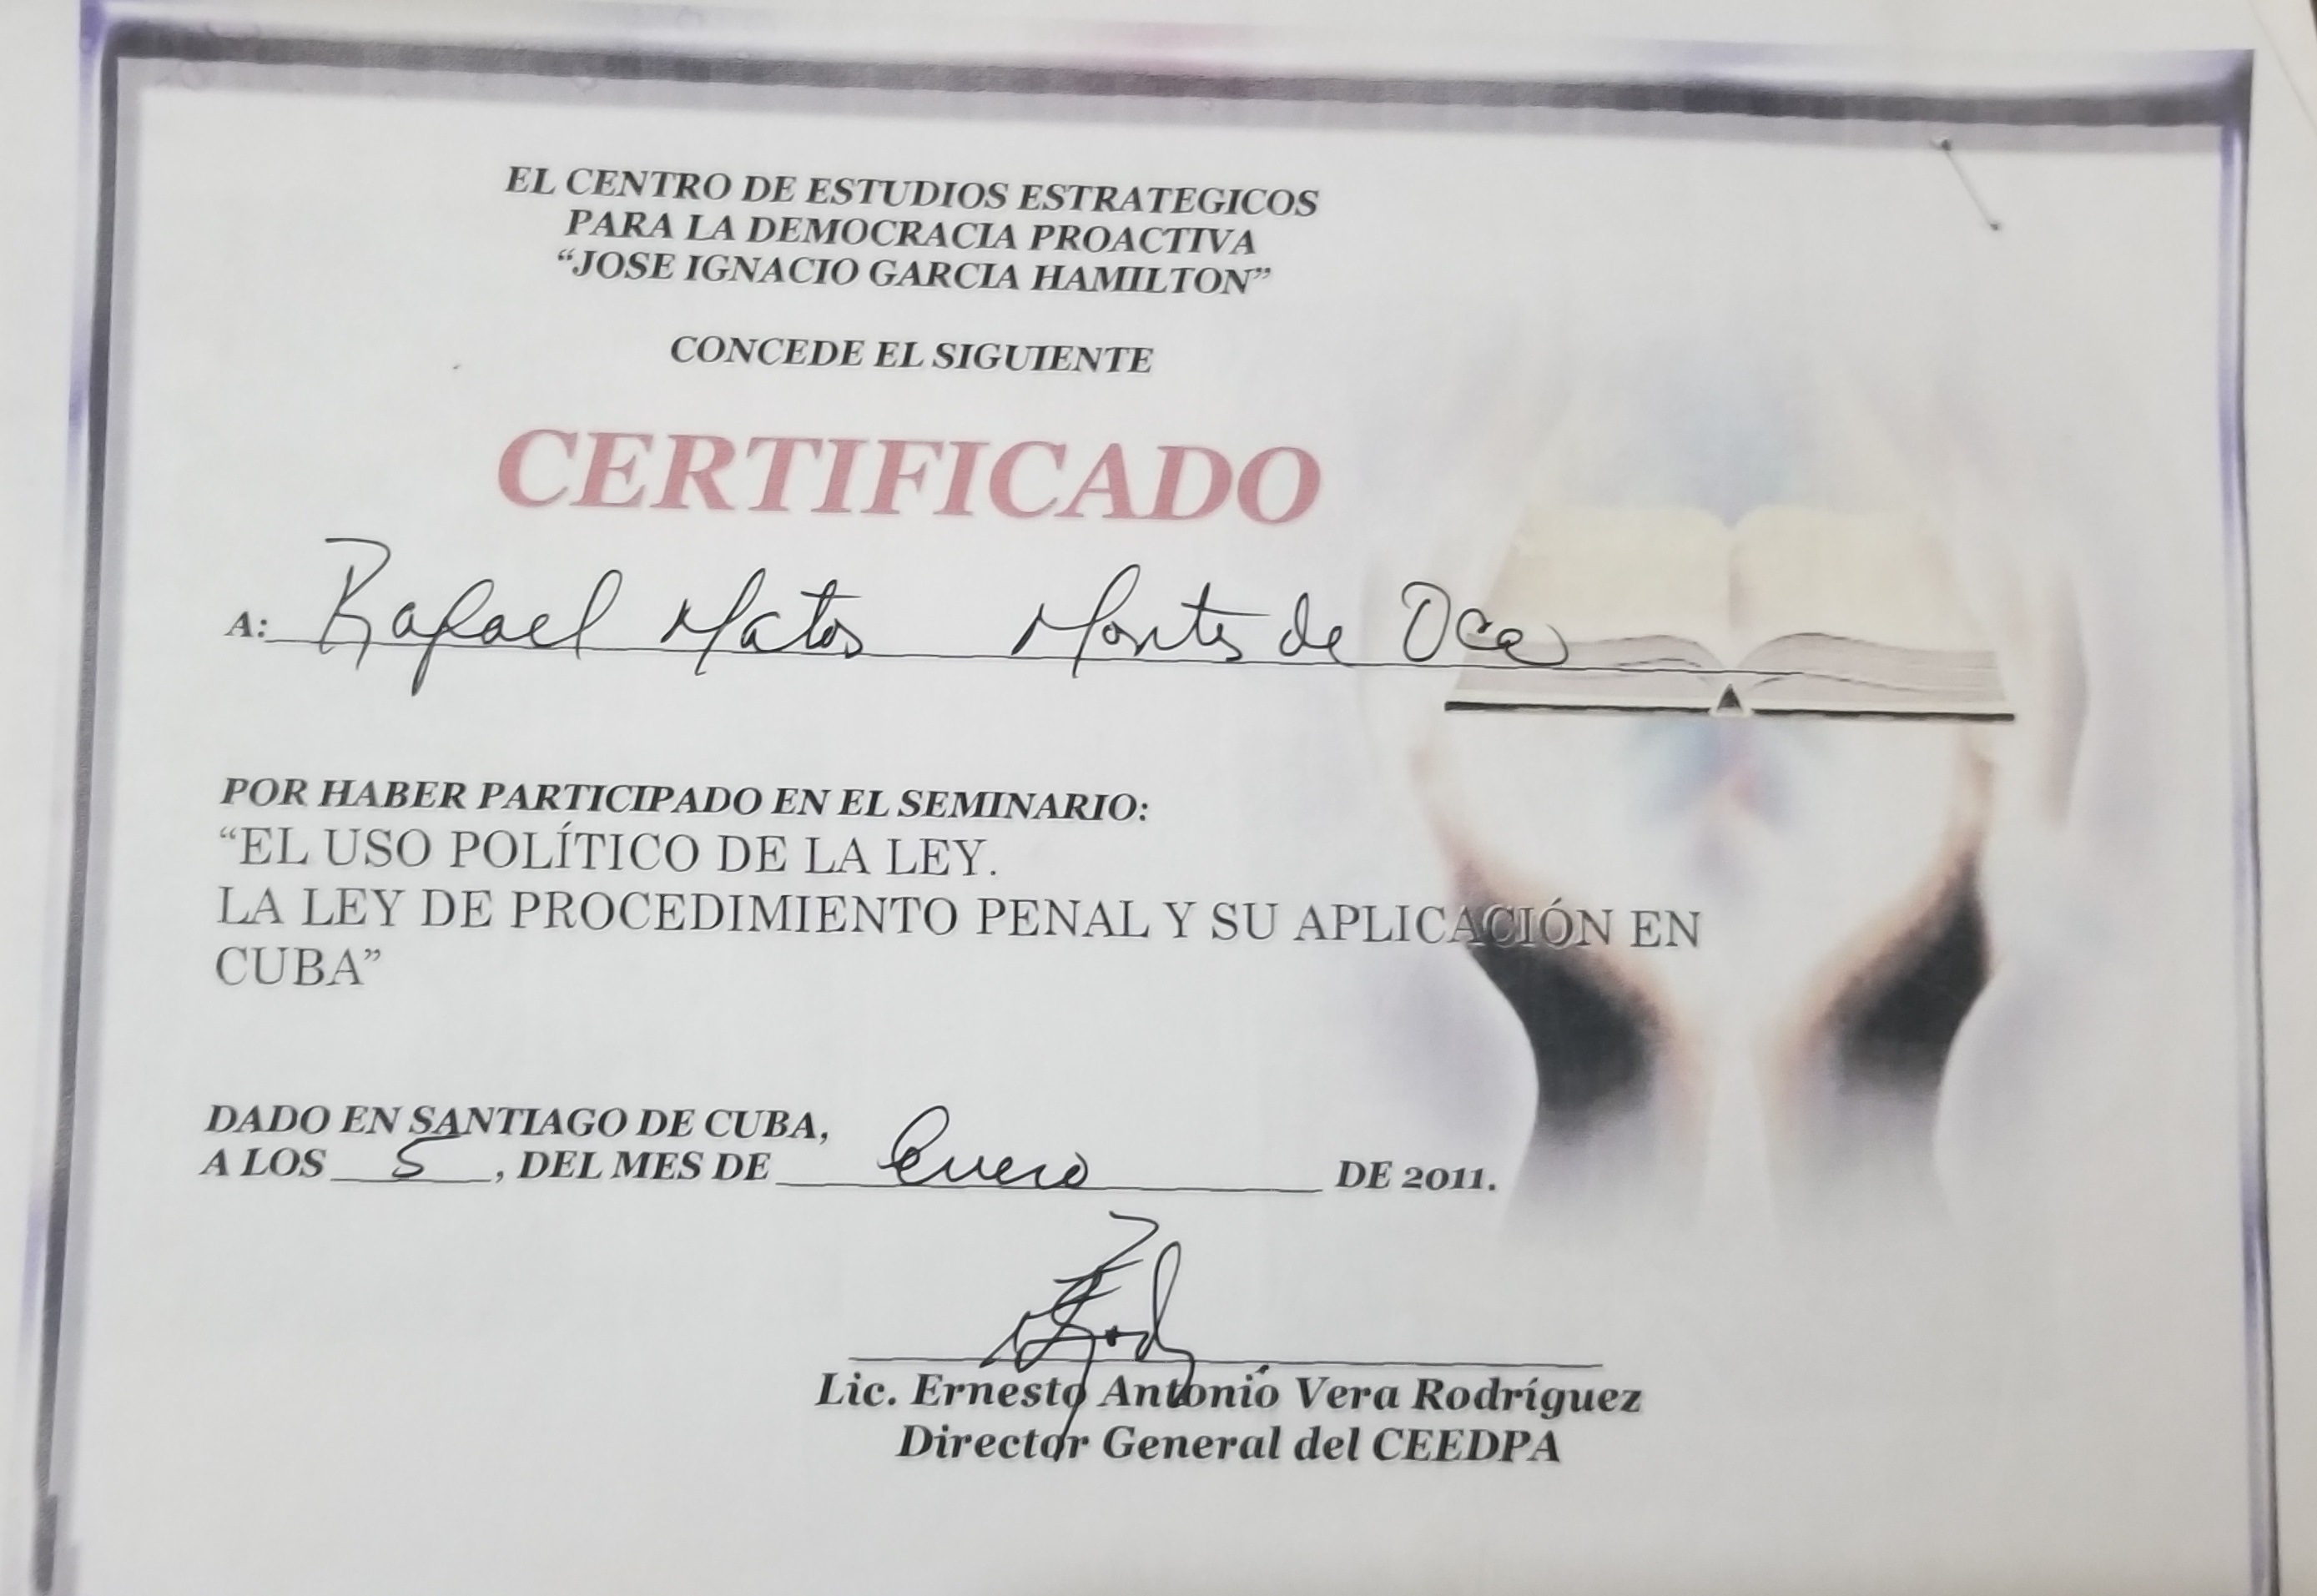 EL CENTRO DE ESTUDIOS ESTRATEGICOS
PARA LA DEMOCRACIA PROACTIVA
“JOSE IGNACIO GARCIA HAMILTON”
CONCEDE EL SIGUIENTE
CERTIFICADO
A: Rafael Matos Montes de Oca
POR HABER PARTICIPADO EN EL SEMINARIO:
“EL USO POLÍTICO DE LA LEY.
LA LEY DE PROCEDIMIENTO PENAL Y SU APLICACIÓN EN
CUBA”
DADO EN SANTIAGO DE CUBA,
A LOS 5, DEL MES DE Enero DE 2011.
Lic. Ernesto Antonio Vera Rodríguez
Director General del CEEDPA